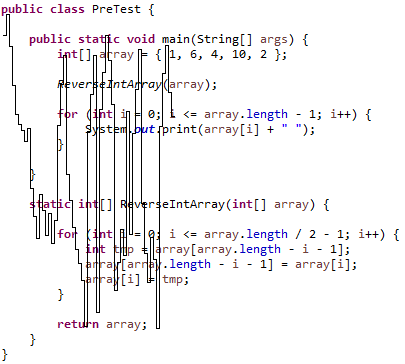 public class PreTest {
public static void main(String[] args) {
int[] array = { 1, 6, 4, 10, 2 };
ReverseIntArray(array);
for (int i = 0; i <= array.length - 1; i++) {
System.out.print(array[i] + " ");
}
}
static int[] ReverseIntArray(int[] array) {
for (int i = 0; i <= array.length / 2 - 1; i++) {
int tmp = array[array.length - i - 1];
array[array.length - i - 1] = array[i];
array[i] = tmp;
}
return array;
}
}